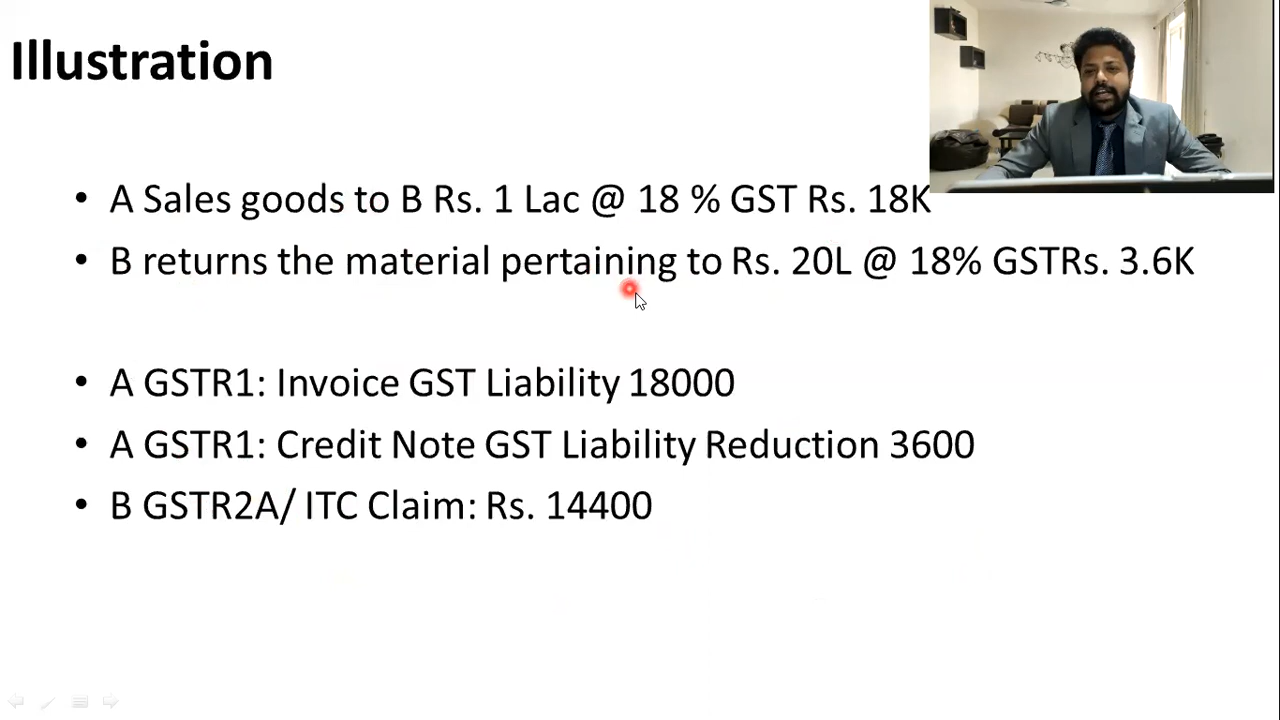 Illustration
• A Sales goods to B Rs. 1 Lac @ 18 % GST Rs. 18K
• B returns the material pertaining to Rs. 20L @ 18% GSTRs. 3.6K
• A GSTR1: Invoice GST Liability 18000
• A GSTR1: Credit Note GST Liability Reduction 3600
• B GSTR2A/ ITC Claim: Rs. 14400